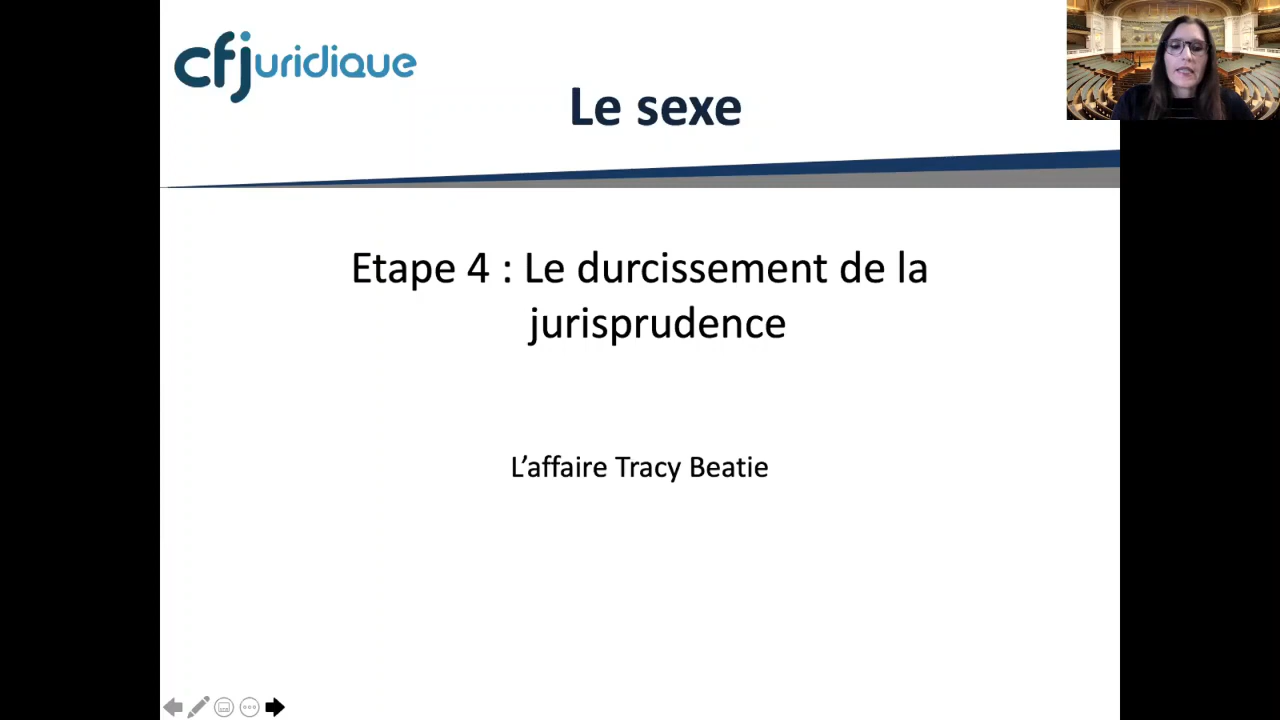 cfjuridique
Le sexe
Etape 4 : Le durcissement de la
jurisprudence
L’affaire Tracy Beatie